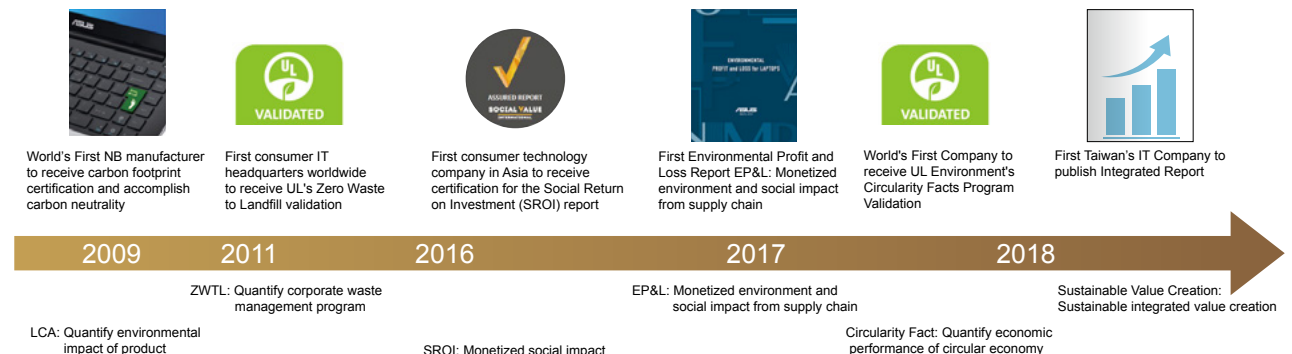 ASUS
UL
VALIDATED
ASSURED REPORT
SOCIAL VALUE
INTERNATIONAL
ENVIRONMENTAL
PROFIT and LOSS for LAPTOPS
ASUS
UL
VALIDATED
World's First NB manufacturer
to receive carbon footprint
certification and accomplish
carbon neutrality
First consumer IT
headquarters worldwide
to receive UL's Zero Waste
to Landfill validation
First consumer technology
company in Asia to receive
certification for the Social Return
on Investment (SROI) report
First Environmental Profit and
Loss Report EP&L: Monetized
environment and social impact
from supply chain
World's First Company to
receive UL Environment's
Circularity Facts Program
Validation
First Taiwan's IT Company to
publish Integrated Report
2009
2011
2016
2017
2018
ZWTL: Quantify corporate waste
management program
EP&L: Monetized environment and
social impact from supply chain
Sustainable Value Creation:
Sustainable integrated value creation
LCA: Quantify environmental
impact of product
SROI: Monetized social impact
Circularity Fact: Quantify economic
performance of circular economy